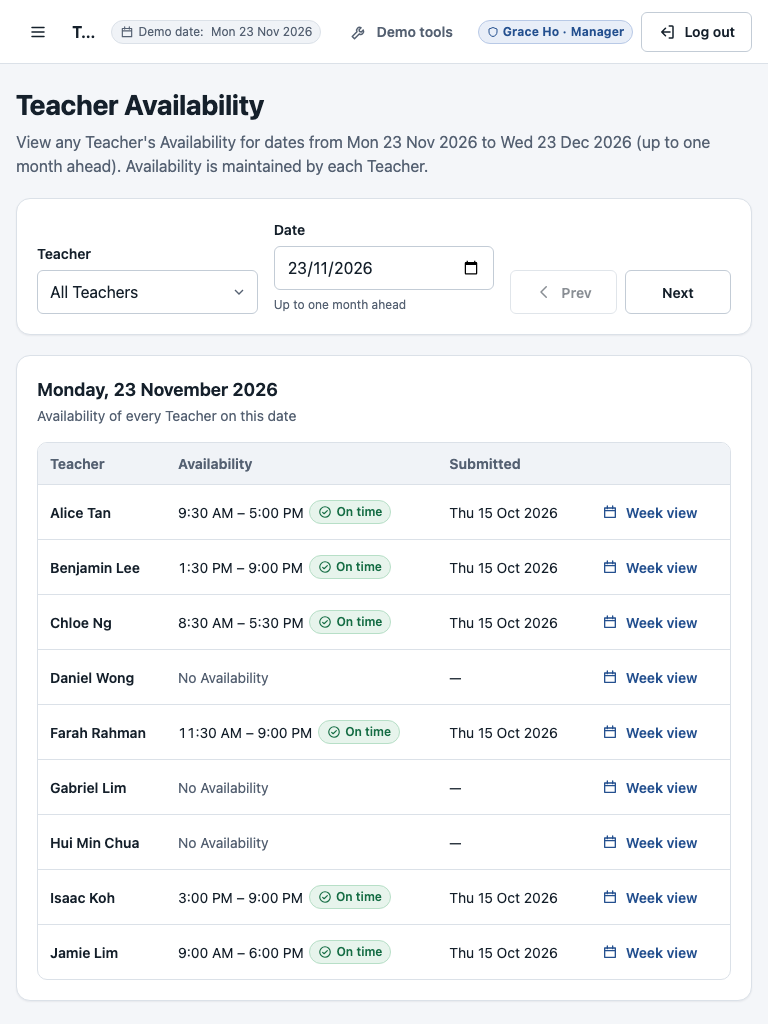 T...
Demo date: Mon 23 Nov 2026
Demo tools
Grace Ho · Manager
Log out
Teacher Availability
View any Teacher's Availability for dates from Mon 23 Nov 2026 to Wed 23 Dec 2026 (up to one
month ahead). Availability is maintained by each Teacher.
Teacher
All Teachers
Date
23/11/2026
Up to one month ahead
Prev
Next
Monday, 23 November 2026
Availability of every Teacher on this date
Teacher Availability Submitted
Alice Tan 9:30 AM – 5:00 PM On time Thu 15 Oct 2026 Week view
Benjamin Lee 1:30 PM – 9:00 PM On time Thu 15 Oct 2026 Week view
Chloe Ng 8:30 AM – 5:30 PM On time Thu 15 Oct 2026 Week view
Daniel Wong No Availability — Week view
Farah Rahman 11:30 AM – 9:00 PM On time Thu 15 Oct 2026 Week view
Gabriel Lim No Availability — Week view
Hui Min Chua No Availability — Week view
Isaac Koh 3:00 PM – 9:00 PM On time Thu 15 Oct 2026 Week view
Jamie Lim 9:00 AM – 6:00 PM On time Thu 15 Oct 2026 Week view